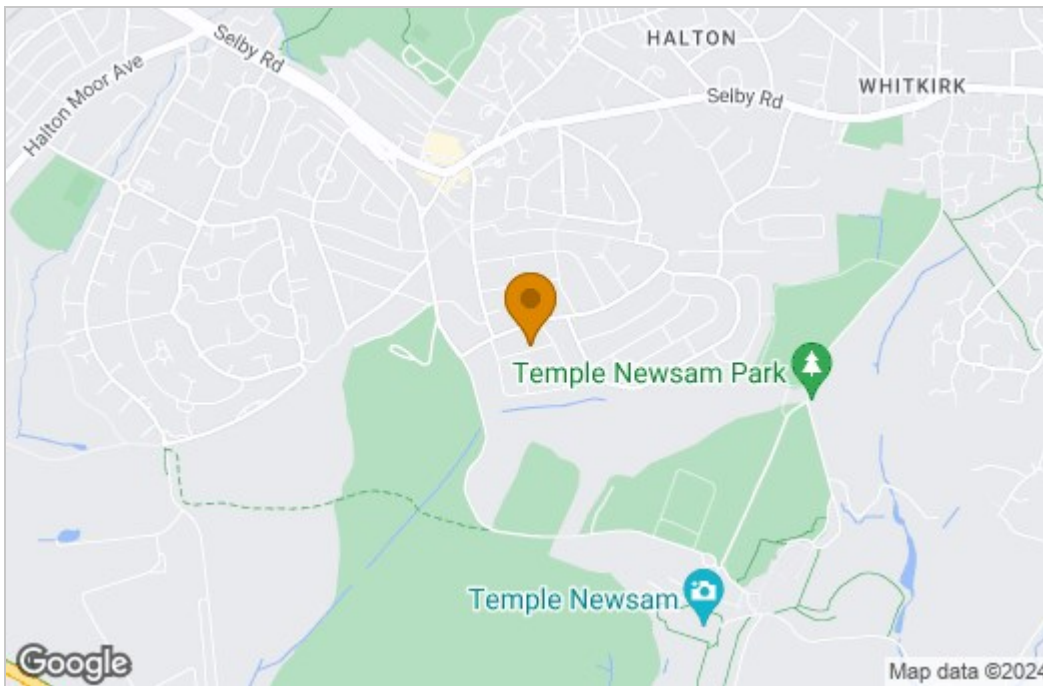 HALTON
Selby Rd
Halton Moor Ave
Selby Rd
WHITKIRK
Temple Newsam Park
Temple Newsam
Google
Map data ©2024